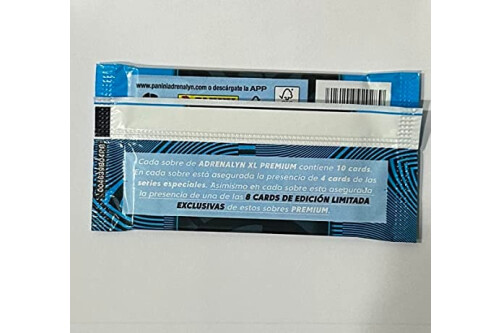 www.paniniadrenalyn.com o descárgate la APP
Cada sobre de ADRENALYN XL PREMIUM contiene 10 cards.
En cada sobre está asegurada la presencia de 4 cards de las
series especiales. Asimismo en cada sobre esta asegurada
la presencia de una de las 8 CARDS DE EDICIÓN LIMITADA
EXCLUSIVAS de estos sobres PREMIUM.